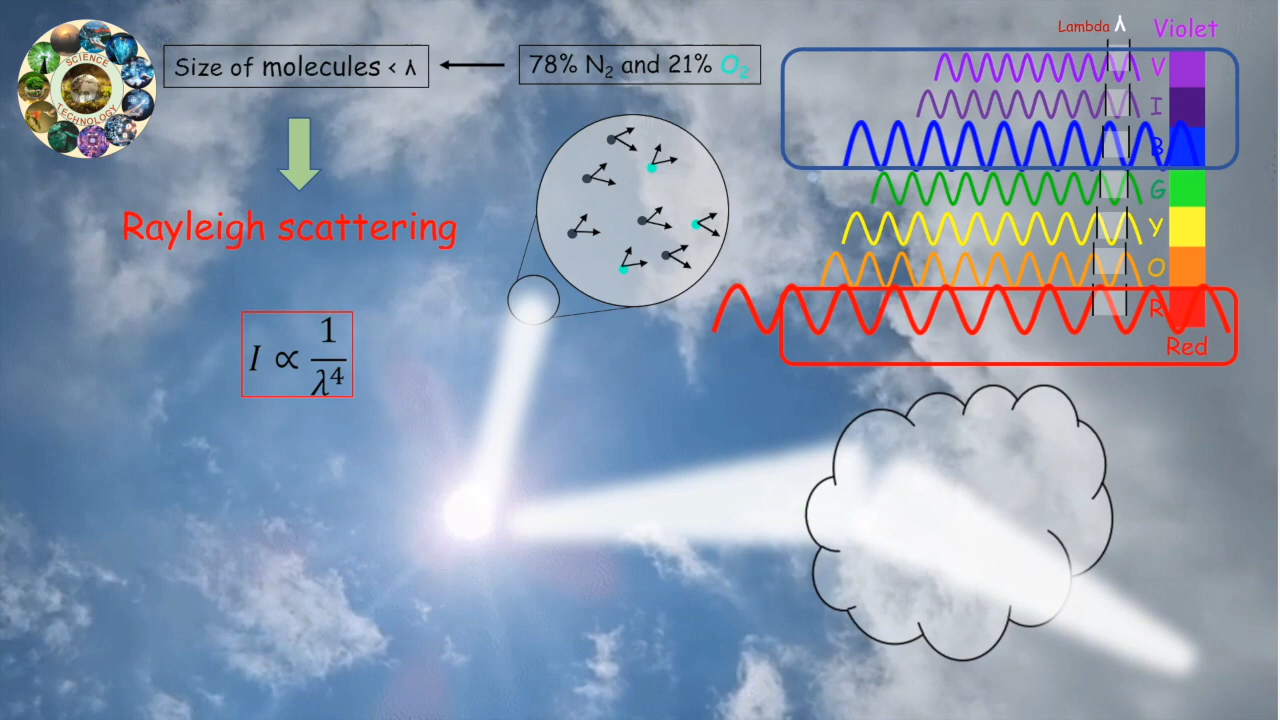 SCIENCE
TECHNOLOGY
Size of molecules < λ
78% N₂ and 21% O₂
Rayleigh scattering
I ∝ 1/λ⁴
Lambda λ
Violet
V
I
B
G
Y
O
R
Red